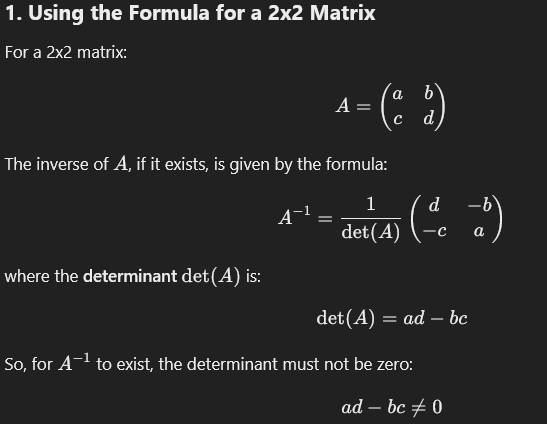 1. Using the Formula for a 2x2 Matrix
For a 2x2 matrix:
A = \begin{pmatrix} a & b \\ c & d \end{pmatrix}
The inverse of A, if it exists, is given by the formula:
A^{-1} = \frac{1}{\det(A)} \begin{pmatrix} d & -b \\ -c & a \end{pmatrix}
where the determinant det(A) is:
det(A) = ad − bc
So, for A^{-1} to exist, the determinant must not be zero:
ad − bc ≠ 0